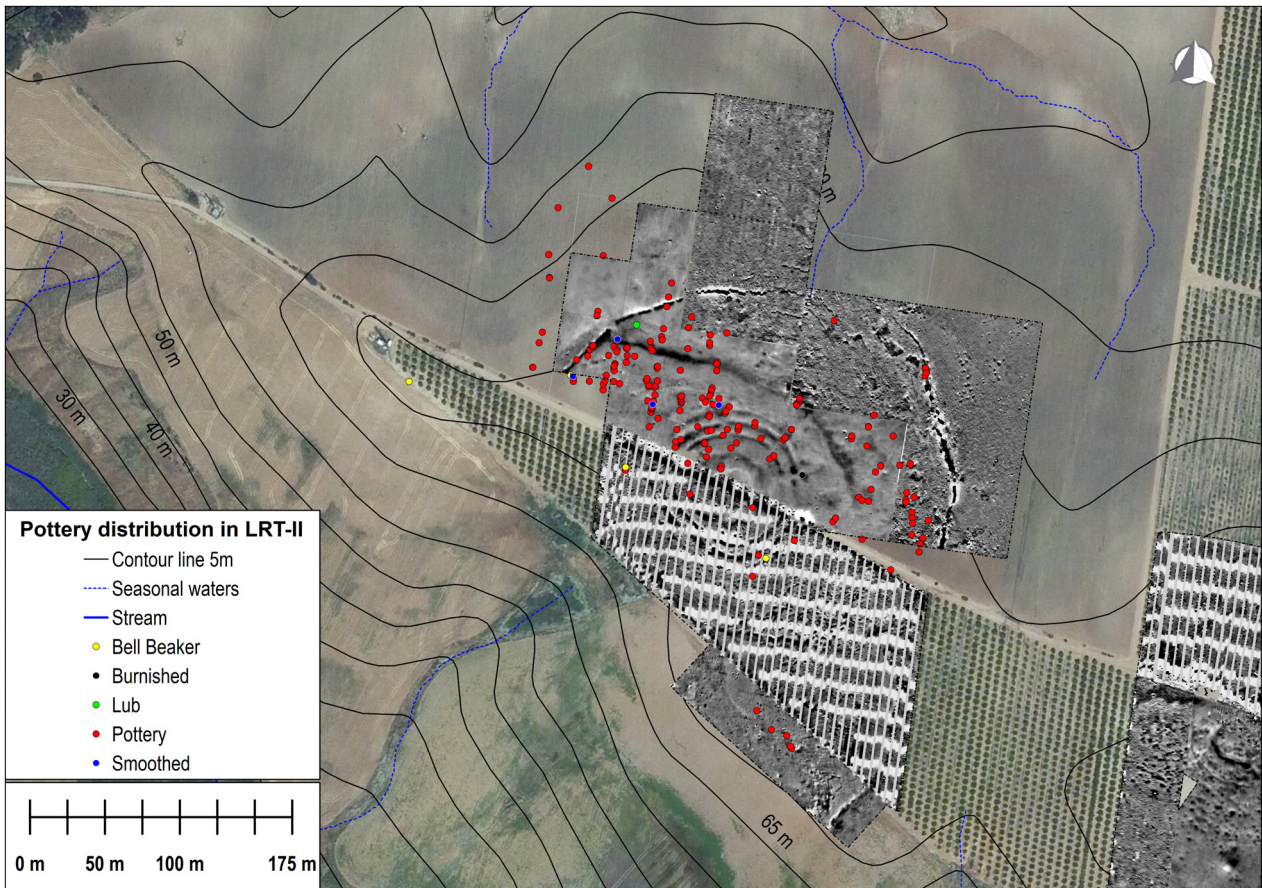 0 m
50 m
40 m
30 m
Pottery distribution in LRT-II
Contour line 5m
Seasonal waters
Stream
Bell Beaker
Burnished
Lub
Pottery
Smoothed
0 m 50 m 100 m 175 m
65 m